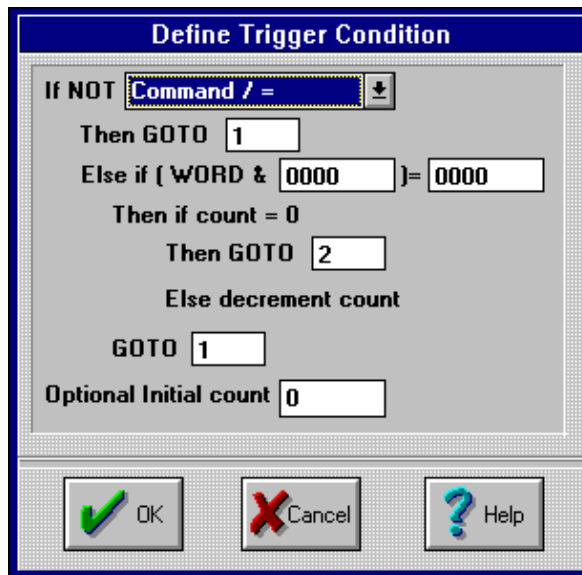 Define Trigger Condition
If NOT Command / =
Then GOTO 1
Else if ( WORD & 0000 )= 0000
Then if count = 0
Then GOTO 2
Else decrement count
GOTO 1
Optional Initial count 0
OK Cancel Help